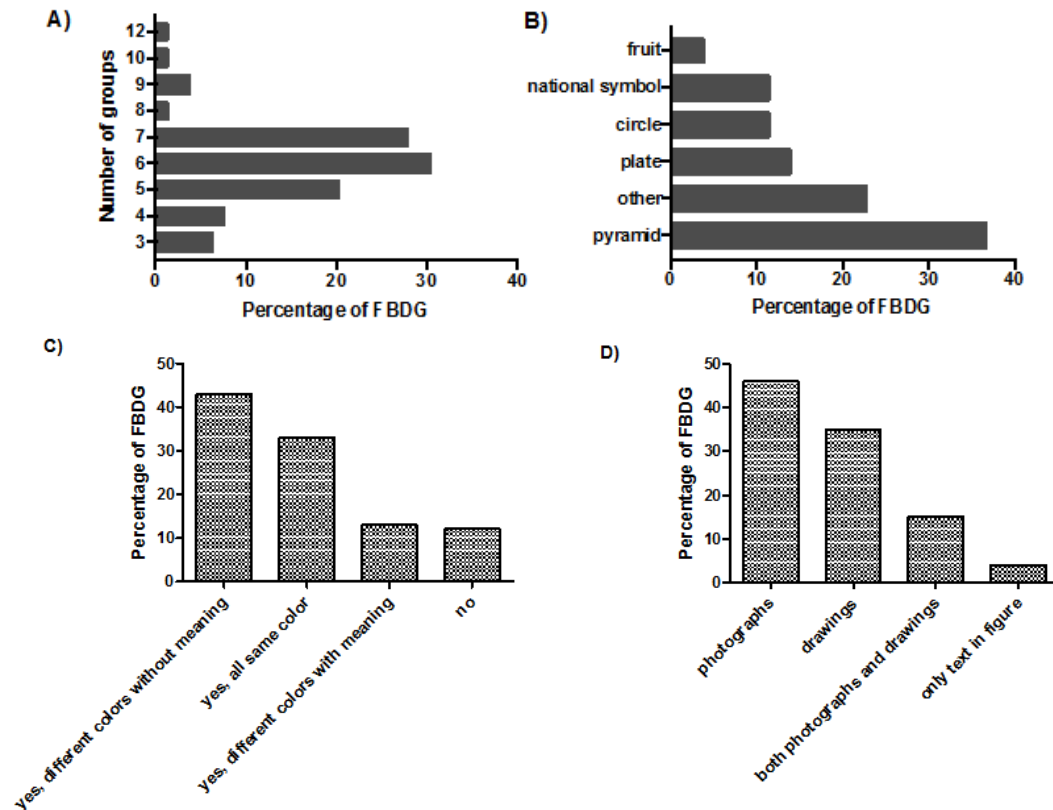 A)
Number of groups
12
10
9
8
7
6
5
4
3
0 10 20 30 40
Percentage of FBDG
B)
fruit
national symbol
circle
plate
other
pyramid
0 10 20 30 40
Percentage of FBDG
C)
Percentage of FBDG
50
40
30
20
10
0
yes, different colors without meaning
yes, all same color
yes, different colors with meaning
no
D)
Percentage of FBDG
50
40
30
20
10
0
photographs
drawings
both photographs and drawings
only text in figure